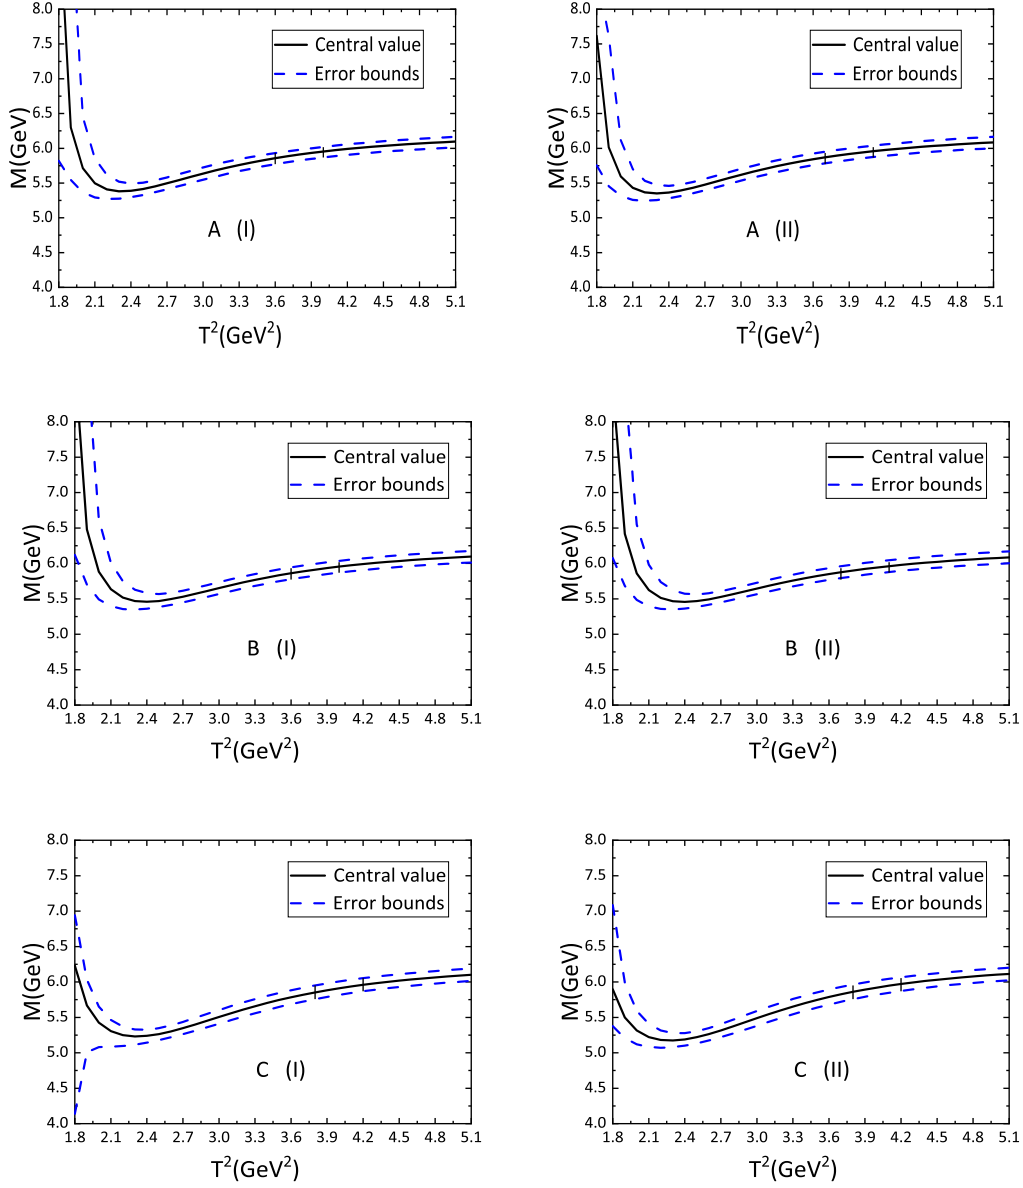 8.0
7.5
7.0
6.5
6.0
5.5
5.0
4.5
4.0
M(GeV)
Central value
Error bounds
A (I)
1.8 2.1 2.4 2.7 3.0 3.3 3.6 3.9 4.2 4.5 4.8 5.1
T²(GeV²)
8.0
7.5
7.0
6.5
6.0
5.5
5.0
4.5
4.0
M(GeV)
Central value
Error bounds
A (II)
1.8 2.1 2.4 2.7 3.0 3.3 3.6 3.9 4.2 4.5 4.8 5.1
T²(GeV²)
8.0
7.5
7.0
6.5
6.0
5.5
5.0
4.5
4.0
M(GeV)
Central value
Error bounds
B (I)
1.8 2.1 2.4 2.7 3.0 3.3 3.6 3.9 4.2 4.5 4.8 5.1
T²(GeV²)
8.0
7.5
7.0
6.5
6.0
5.5
5.0
4.5
4.0
M(GeV)
Central value
Error bounds
B (II)
1.8 2.1 2.4 2.7 3.0 3.3 3.6 3.9 4.2 4.5 4.8 5.1
T²(GeV²)
8.0
7.5
7.0
6.5
6.0
5.5
5.0
4.5
4.0
M(GeV)
Central value
Error bounds
C (I)
1.8 2.1 2.4 2.7 3.0 3.3 3.6 3.9 4.2 4.5 4.8 5.1
T²(GeV²)
8.0
7.5
7.0
6.5
6.0
5.5
5.0
4.5
4.0
M(GeV)
Central value
Error bounds
C (II)
1.8 2.1 2.4 2.7 3.0 3.3 3.6 3.9 4.2 4.5 4.8 5.1
T²(GeV²)